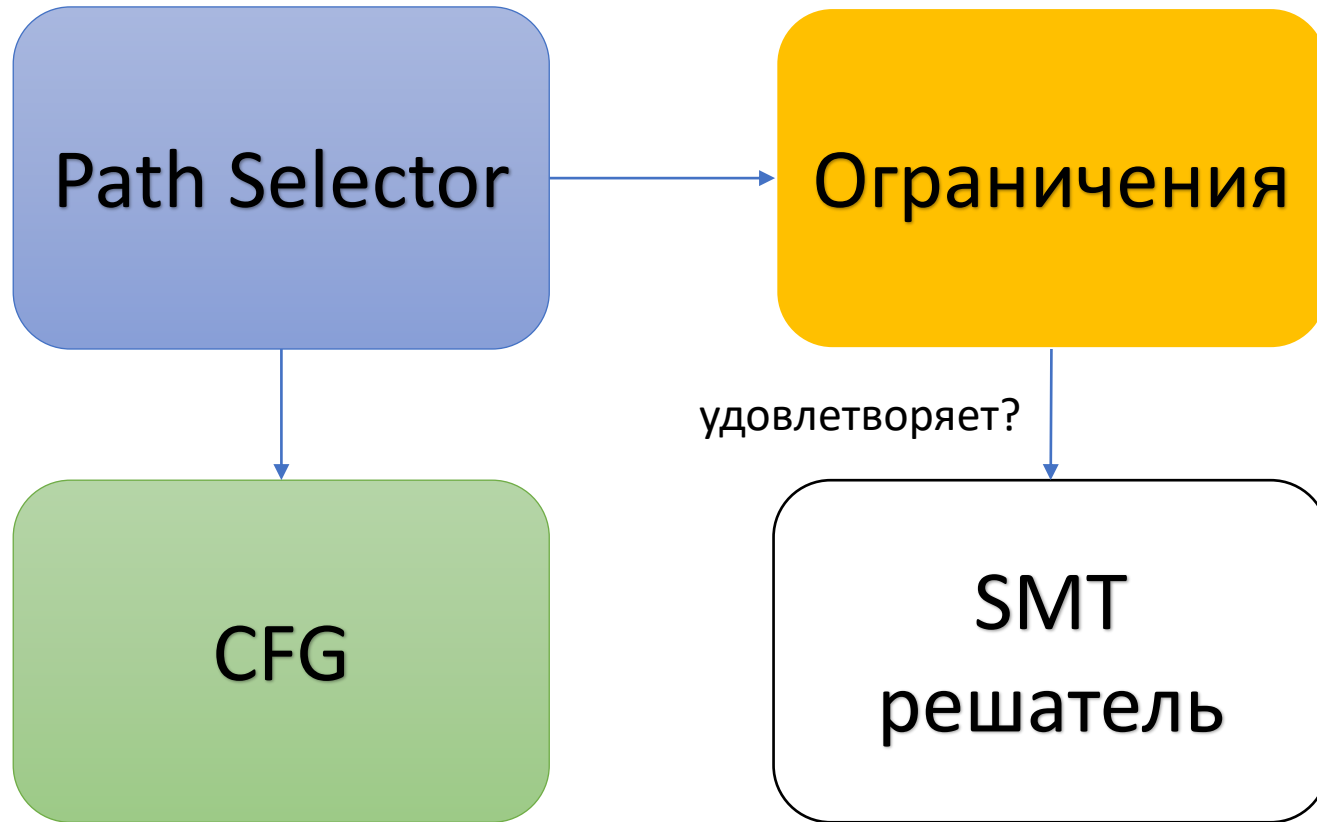 Path Selector
Ограничения
удовлетворяет?
CFG
SMT
решатель